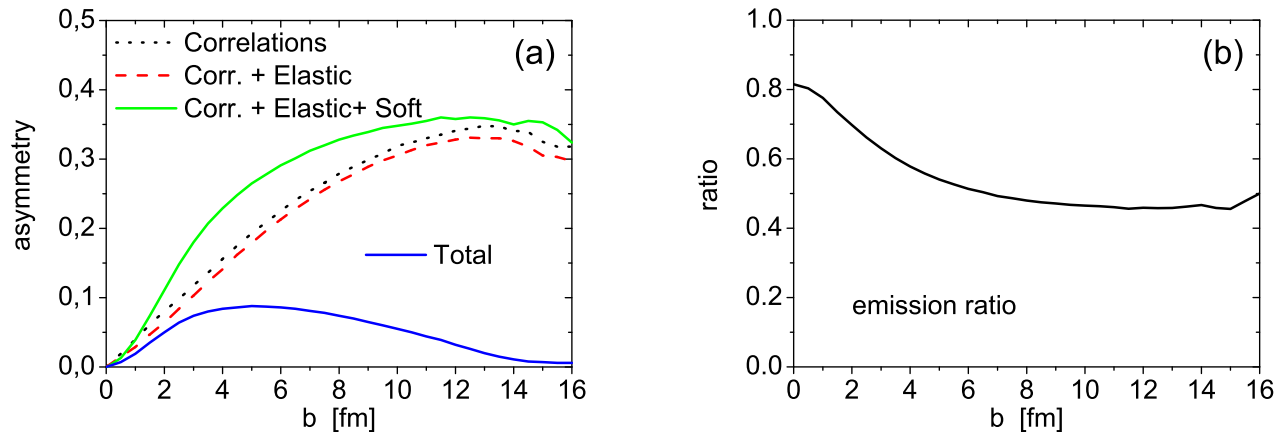 0,5
0,4
0,3
0,2
0,1
0,0
asymmetry
Correlations
Corr. + Elastic
Corr. + Elastic+ Soft
(a)
Total
0 2 4 6 8 10 12 14 16
b [fm]
1.0
0.8
0.6
0.4
0.2
0.0
ratio
(b)
emission ratio
0 2 4 6 8 10 12 14 16
b [fm]